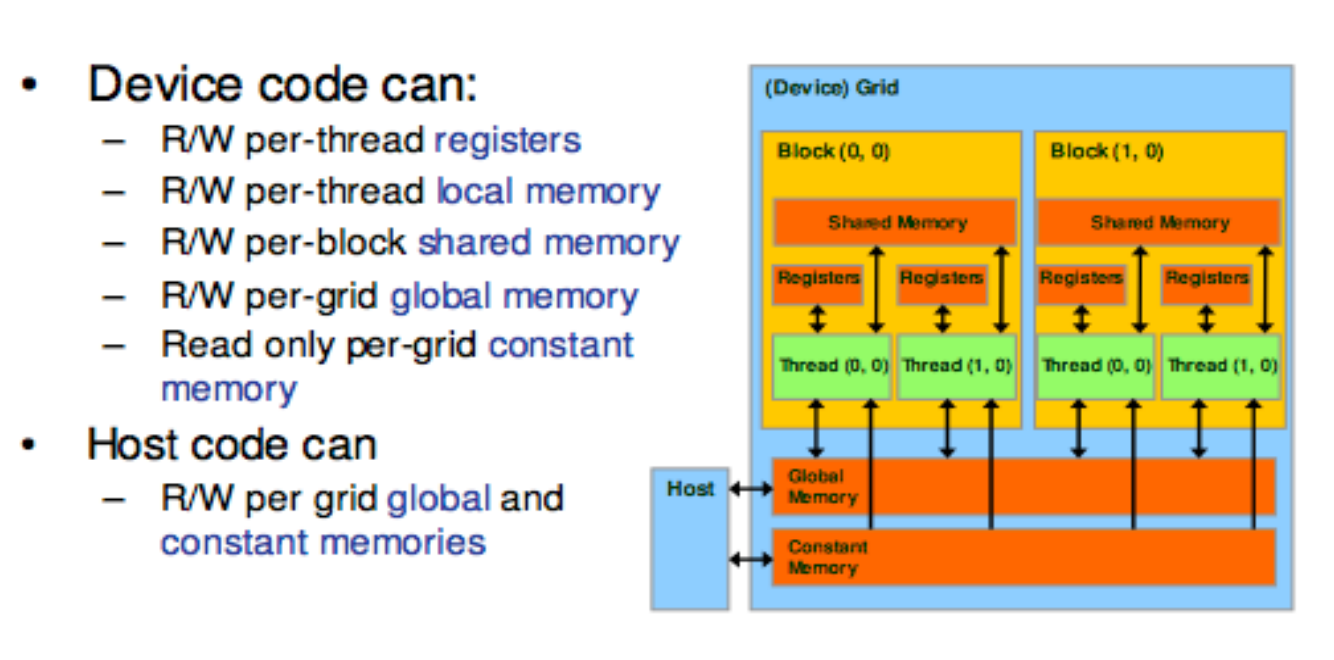 • Device code can:
– R/W per-thread registers
– R/W per-thread local memory
– R/W per-block shared memory
– R/W per-grid global memory
– Read only per-grid constant
memory
• Host code can
– R/W per grid global and
constant memories
(Device) Grid
Block (0, 0)
Shared Memory
Registers
Registers
Thread (0, 0)
Thread (1, 0)
Block (1, 0)
Shared Memory
Registers
Registers
Thread (0, 0)
Thread (1, 0)
Host
Global
Memory
Constant
Memory